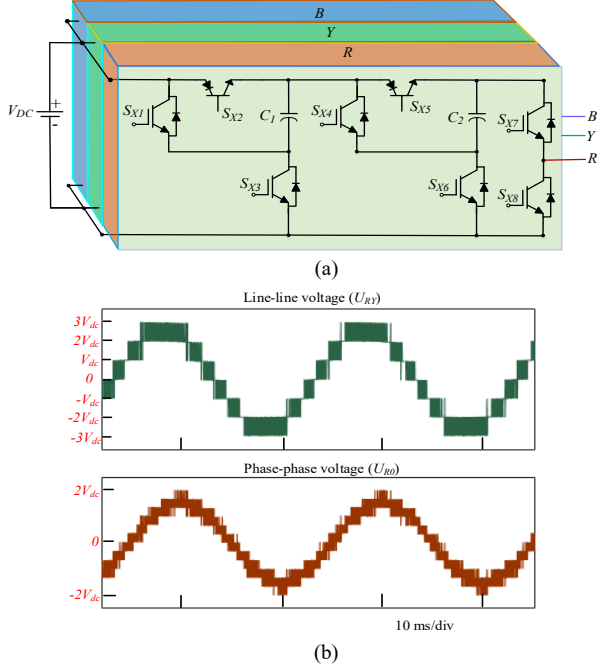 B
Y
R
V_DC
+
-
S_X1
S_X2
C_1
S_X4
S_X5
C_2
S_X7
B
Y
R
S_X3
S_X6
S_X8
(a)
Line-line voltage (U_RY)
3V_dc
2V_dc
V_dc
0
-V_dc
-2V_dc
-3V_dc
Phase-phase voltage (U_R0)
2V_dc
0
-2V_dc
10 ms/div
(b)